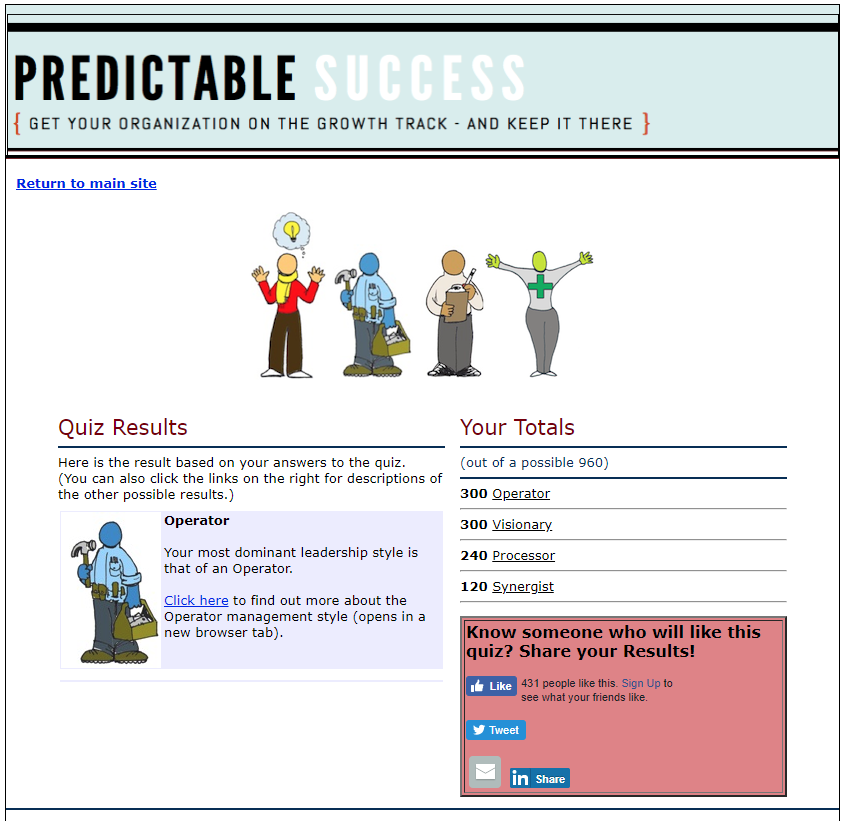 PREDICTABLE SUCCESS
{ GET YOUR ORGANIZATION ON THE GROWTH TRACK - AND KEEP IT THERE }
Return to main site
Quiz Results
Here is the result based on your answers to the quiz.
(You can also click the links on the right for descriptions of
the other possible results.)
Operator
Your most dominant leadership style is
that of an Operator.
Click here to find out more about the
Operator management style (opens in a
new browser tab).
Your Totals
(out of a possible 960)
300 Operator
300 Visionary
240 Processor
120 Synergist
Know someone who will like this
quiz? Share your Results!
Like 431 people like this. Sign Up to
see what your friends like.
Tweet
in Share